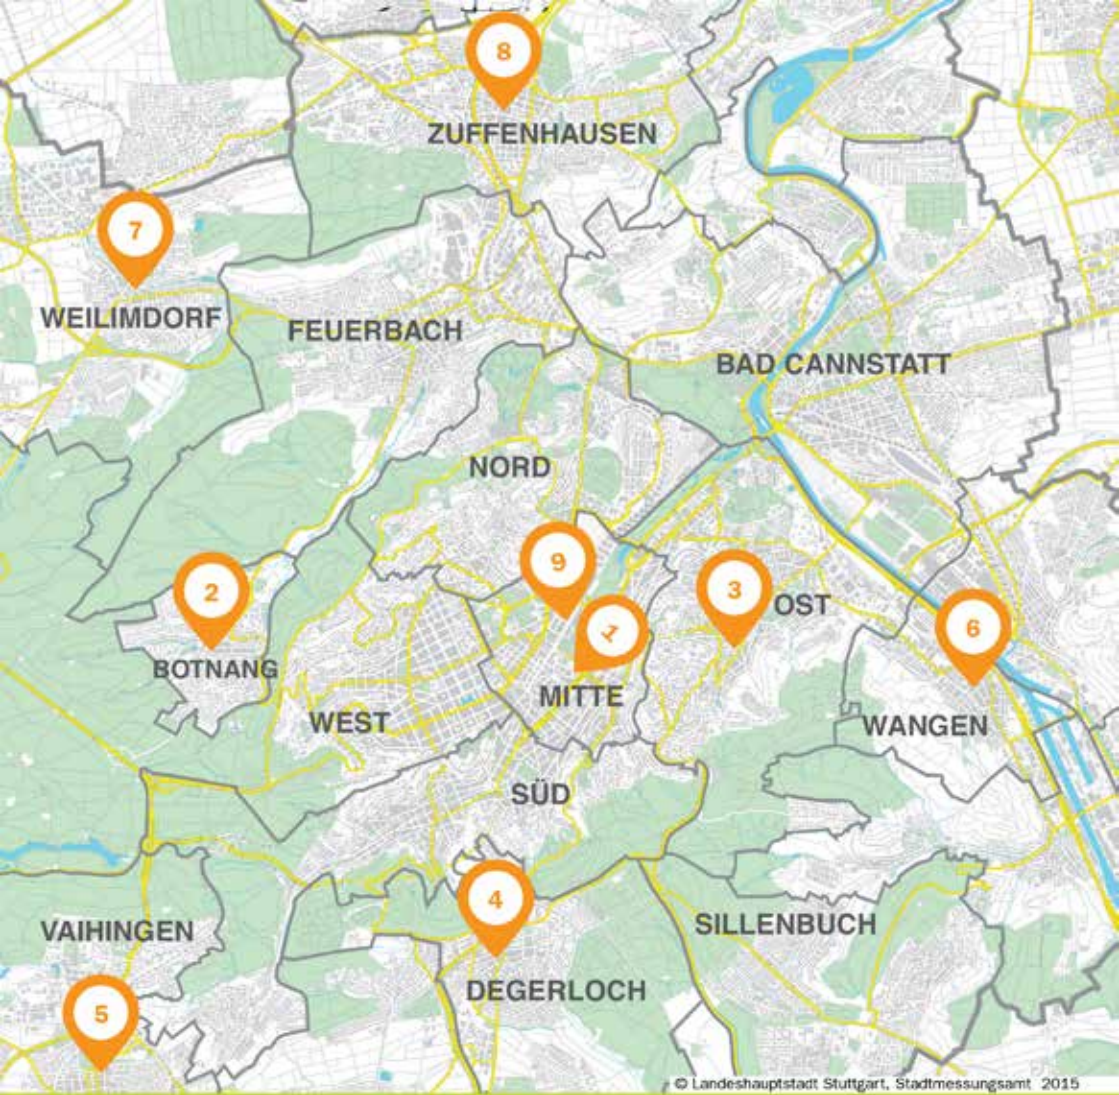 8
ZUFFENHAUSEN
7
WEILIMDORF
FEUERBACH
BAD CANNSTATT
NORD
9
2
3
OST
1
6
BOTNANG
MITTE
WEST
WANGEN
SÜD
4
VAIHINGEN
SILLENBUCH
DEGERLOCH
5
© Landeshauptstadt Stuttgart, Stadtmessungsamt 2015